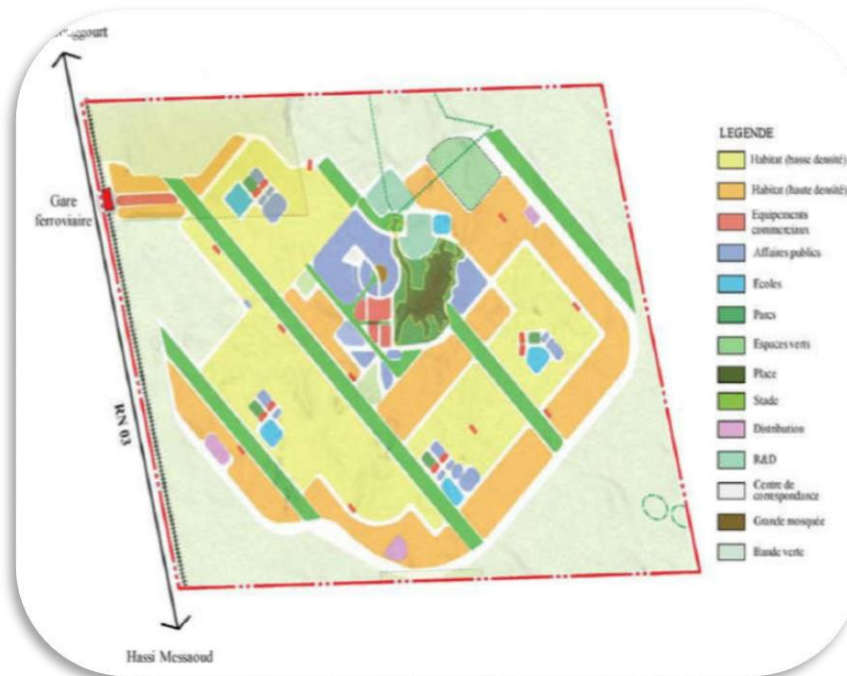 Gare
ferroviaire
RN 03
Hassi Messaoud
LEGENDE
Habitat (basse densité)
Habitat (haute densité)
Equipements
commerciaux
Affaires publics
Ecoles
Parcs
Espaces verts
Place
Stade
Distribution
R&D
Centre de
correspondance
Grande mosquée
Bande verte